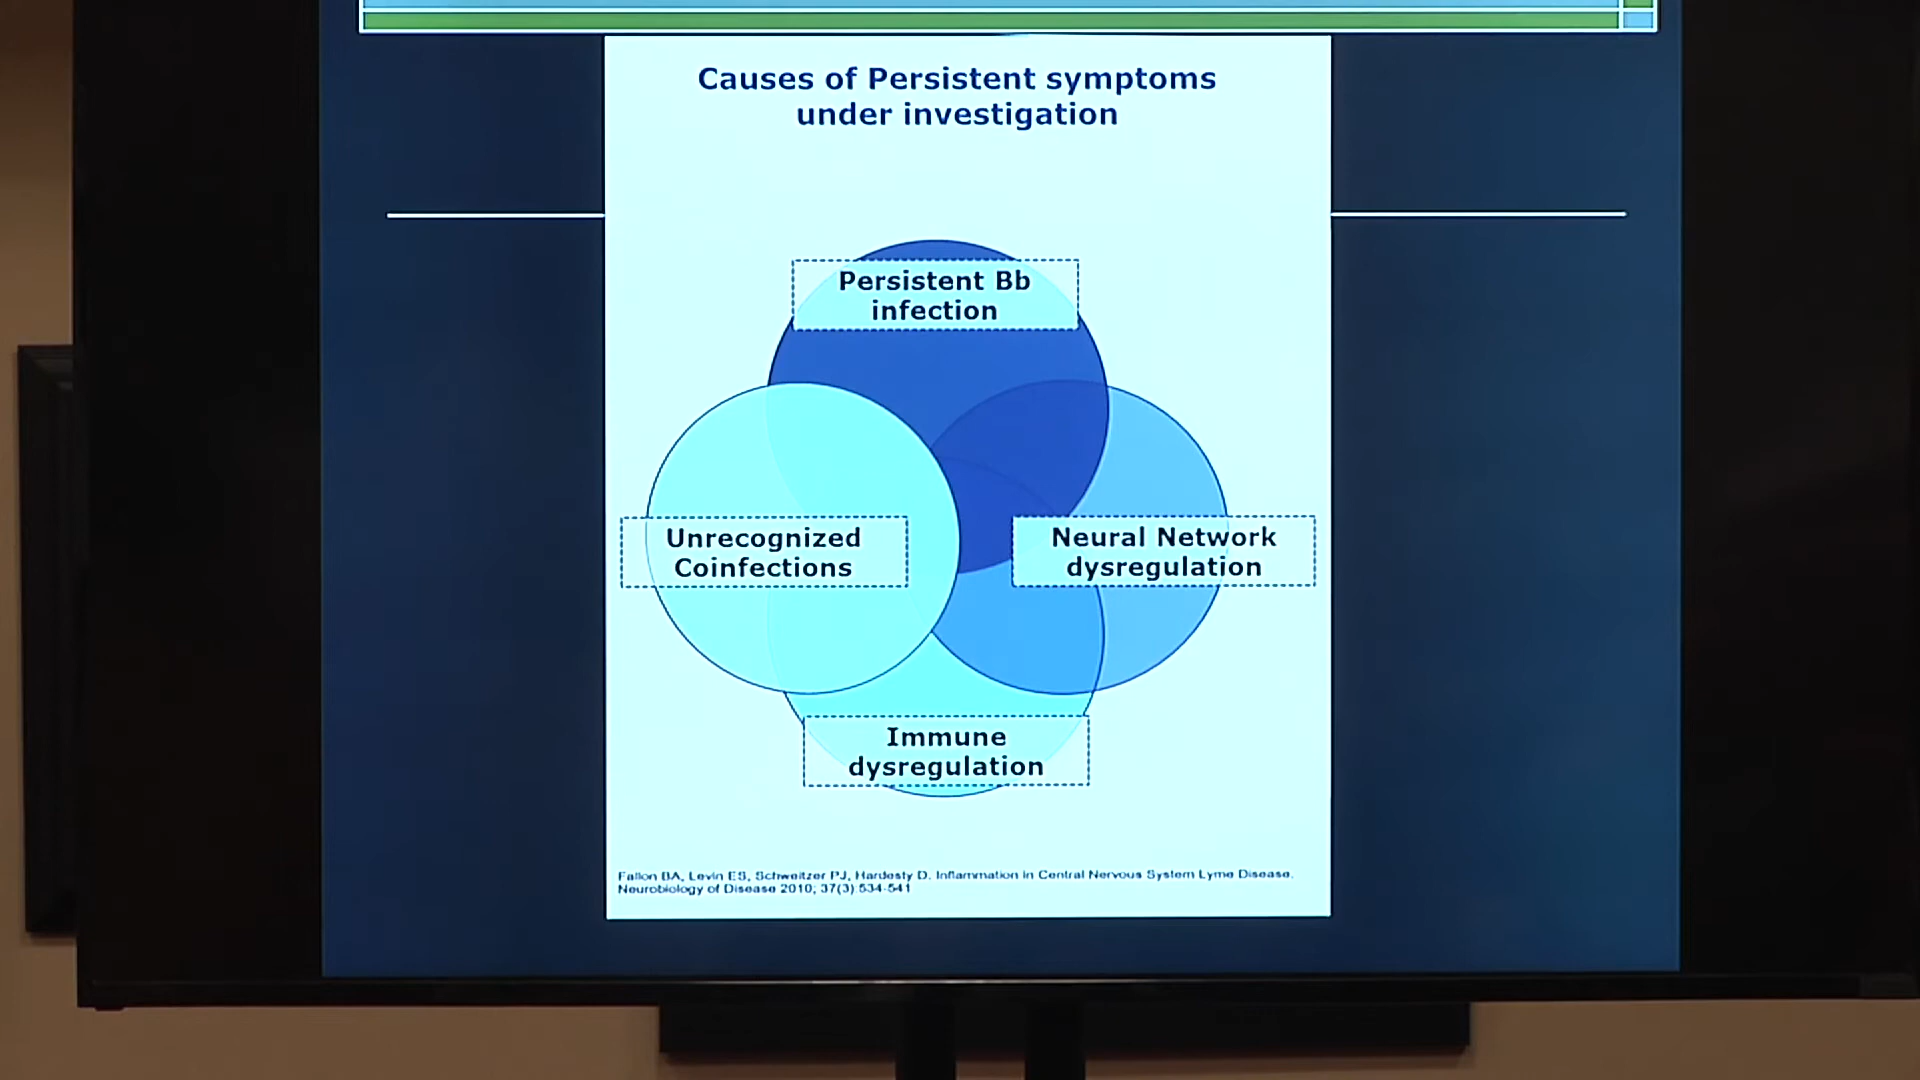 Causes of Persistent symptoms
under investigation
Persistent Bb
infection
Unrecognized
Coinfections
Neural Network
dysregulation
Immune
dysregulation
Fallon BA, Levin ES, Schweitzer PJ, Hardesty D. Inflammation in Central Nervous System Lyme Disease.
Neurobiology of Disease 2010; 37(3) 534-541